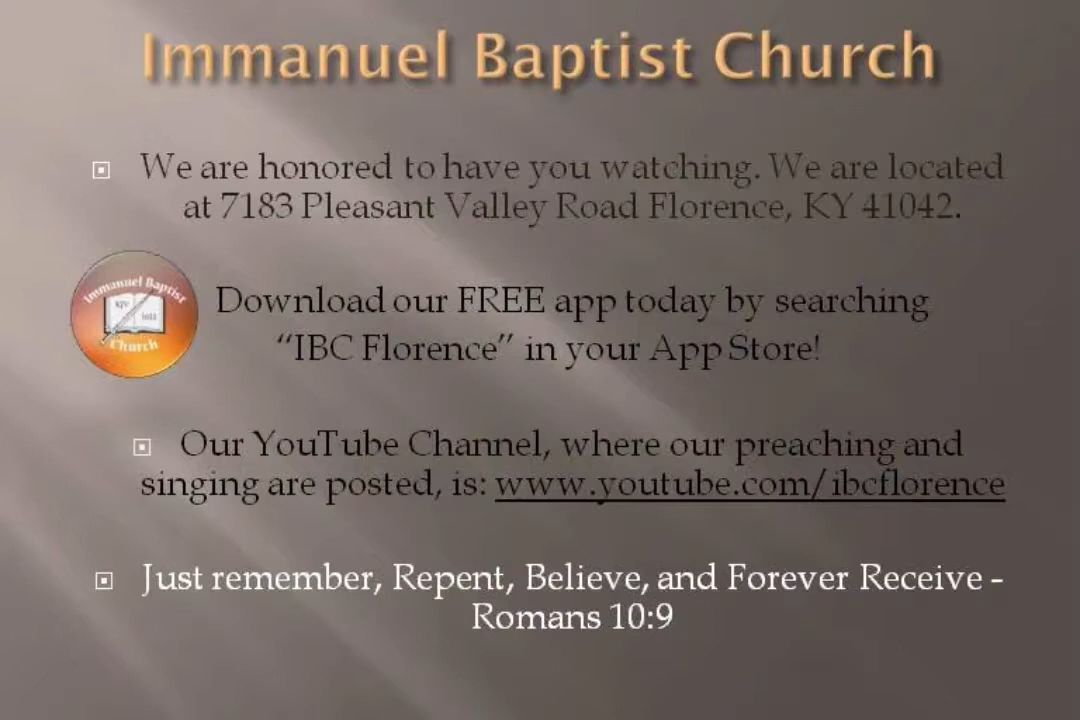 Immanuel Baptist Church
We are honored to have you watching. We are located
at 7183 Pleasant Valley Road Florence, KY 41042.
Immanuel Baptist
KJV 1611
Church
Download our FREE app today by searching
“IBC Florence” in your App Store!
Our YouTube Channel, where our preaching and
singing are posted, is: www.youtube.com/ibcflorence
Just remember, Repent, Believe, and Forever Receive -
Romans 10:9